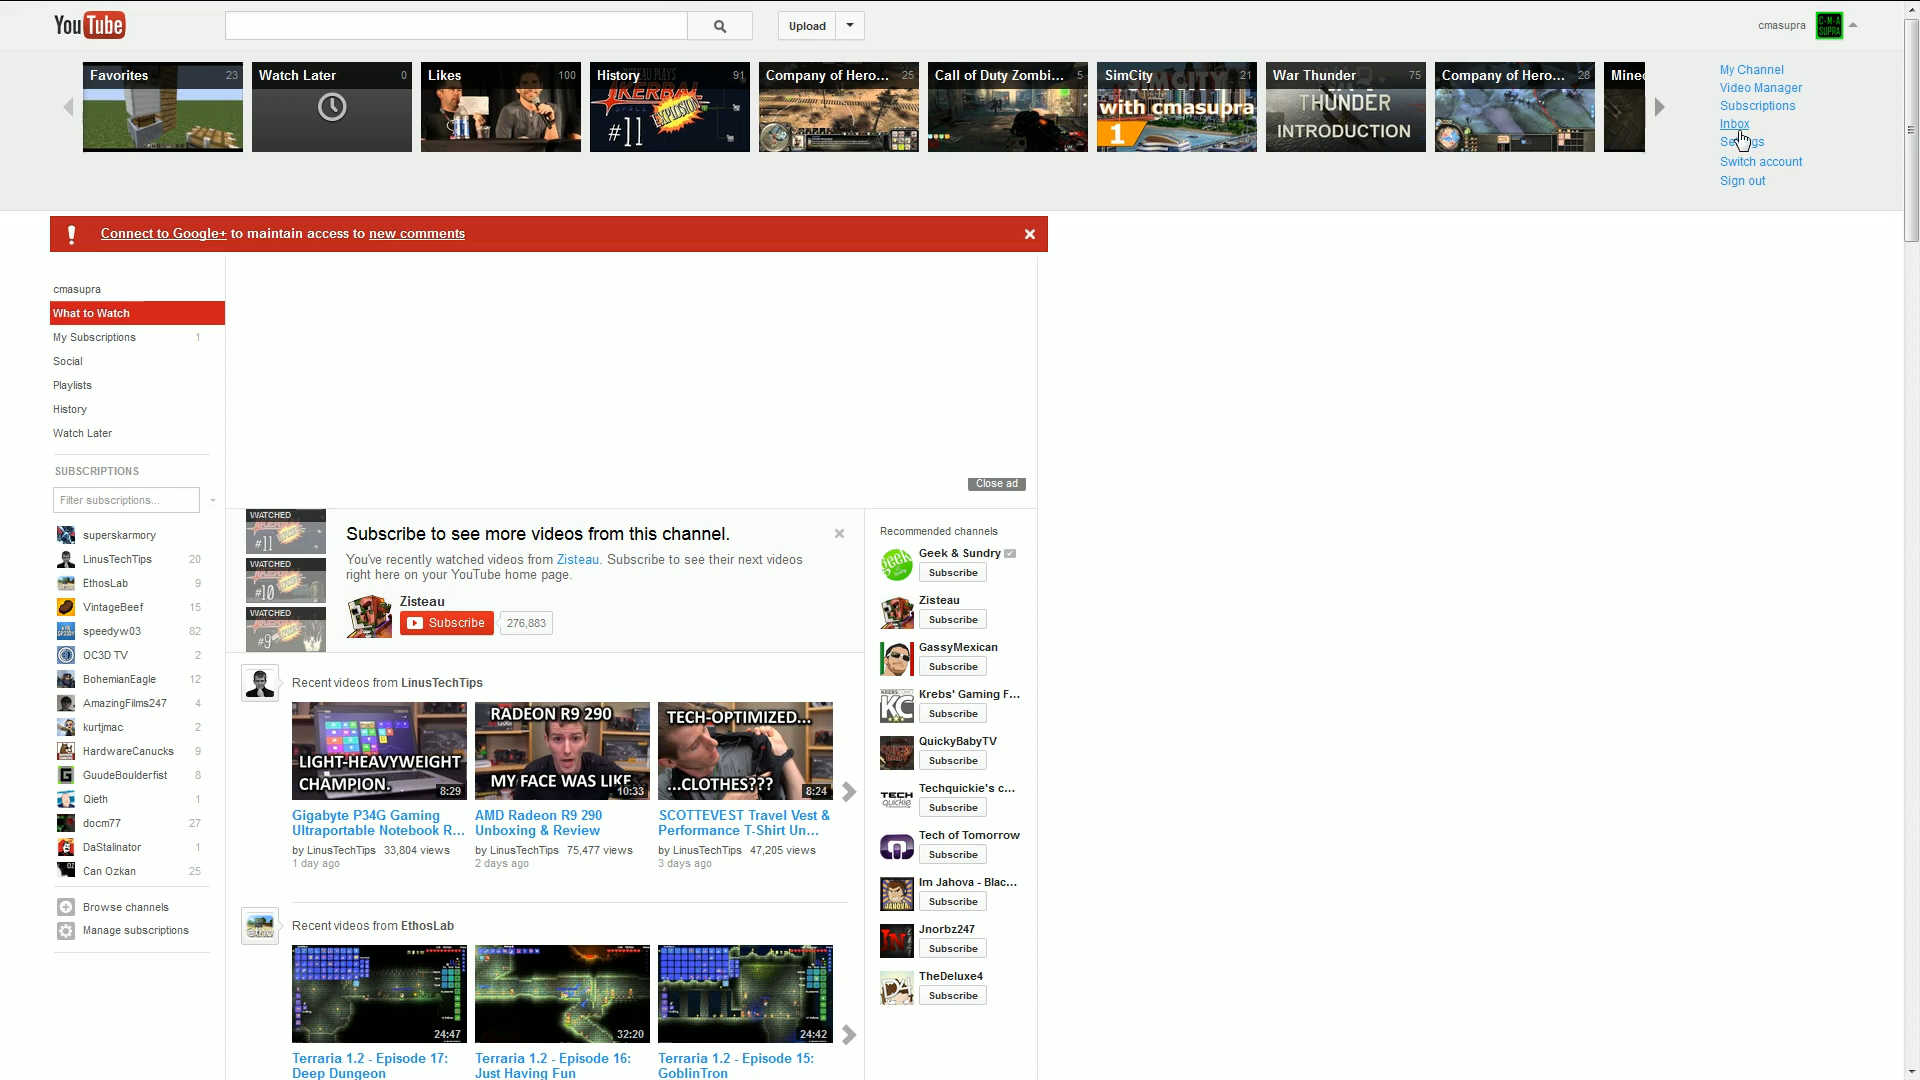 YouTube
Upload
cmasupra
Favorites 23
Watch Later 0
Likes 100
History 91
#11
Company of Hero... 25
Call of Duty Zombi... 5
SimCity 21
with cmasupra
1
War Thunder 75
THUNDER
INTRODUCTION
Company of Hero... 28
Minec
My Channel
Video Manager
Subscriptions
Inbox
Switch account
Sign out
Connect to Google+ to maintain access to new comments
cmasupra
What to Watch
My Subscriptions 1
Social
Playlists
History
Watch Later
SUBSCRIPTIONS
Filter subscriptions...
superskarmory
LinusTechTips 20
EthosLab 9
VintageBeef 15
speedyw03 82
OC3D TV 2
BohemianEagle 12
AmazingFilms247 4
kurtjmac 2
HardwareCanucks 9
GuudeBoulderfist 8
Qieth 1
docm77 27
DaStalinator 1
Can Ozkan 25
Browse channels
Manage subscriptions
Close ad
WATCHED
#11
WATCHED
#10
WATCHED
#9
Subscribe to see more videos from this channel.
You've recently watched videos from Zisteau. Subscribe to see their next videos
right here on your YouTube home page.
Zisteau
Subscribe 276,883
Recent videos from LinusTechTips
LIGHT-HEAVYWEIGHT
CHAMPION.
8:29
Gigabyte P34G Gaming
Ultraportable Notebook R...
by LinusTechTips 33,804 views
1 day ago
RADEON R9 290
MY FACE WAS LIKE
10:33
AMD Radeon R9 290
Unboxing & Review
by LinusTechTips 75,477 views
2 days ago
TECH-OPTIMIZED...
...CLOTHES???
8:24
SCOTTEVEST Travel Vest &
Performance T-Shirt Un...
by LinusTechTips 47,205 views
3 days ago
Recent videos from EthosLab
24:47
Terraria 1.2 - Episode 17:
Deep Dungeon
32:20
Terraria 1.2 - Episode 16:
Just Having Fun
24:42
Terraria 1.2 - Episode 15:
GoblinTron
Recommended channels
Geek & Sundry
Subscribe
Zisteau
Subscribe
GassyMexican
Subscribe
Krebs' Gaming F...
Subscribe
QuickyBabyTV
Subscribe
Techquickie's c...
Subscribe
Tech of Tomorrow
Subscribe
Im Jahova - Blac...
Subscribe
Jnorbz247
Subscribe
TheDeluxe4
Subscribe